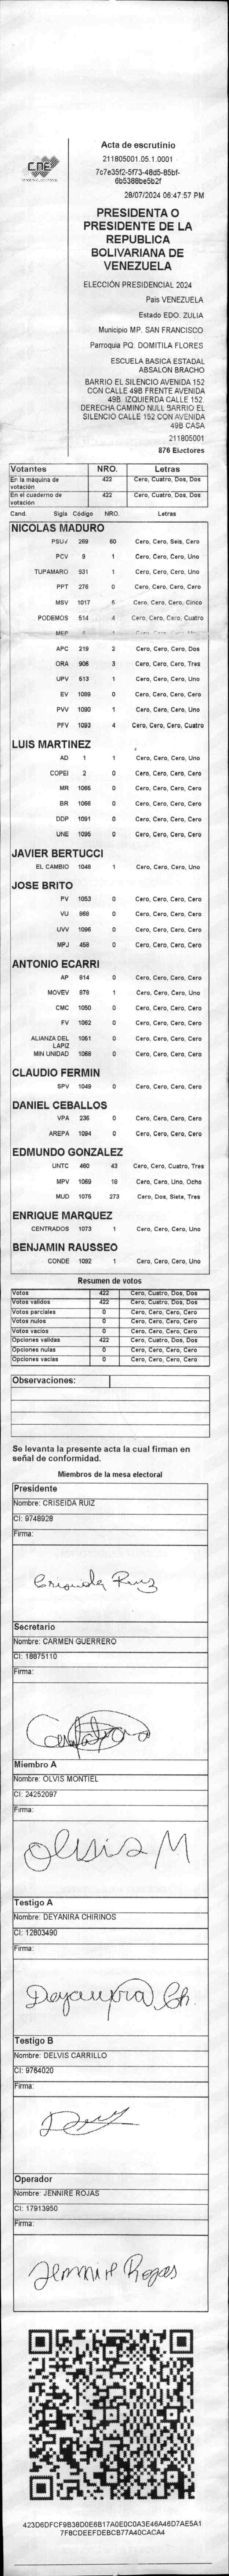 CNE
Acta de escrutinio
211805001.05.1.0001
7c7e35f2-5f73-48d5-85bf-
6b5386be5b2f
28/07/2024 06:47:57 PM
PRESIDENTA O
PRESIDENTE DE LA
REPUBLICA
BOLIVARIANA DE
VENEZUELA
ELECCIÓN PRESIDENCIAL 2024
Pais VENEZUELA
Estado EDO. ZULIA
Municipio MP. SAN FRANCISCO
Parroquia PQ. DOMITILA FLORES
ESCUELA BASICA ESTADAL
ABSALON BRACHO
BARRIO EL SILENCIO AVENIDA 152
CON CALLE 49B FRENTE AVENIDA
49B. IZQUIERDA CALLE 152.
DERECHA CAMINO NULL BARRIO EL
SILENCIO CALLE 152 CON AVENIDA
49B CASA
211805001
876 Electores
Votantes NRO. Letras
En la máquina de votación 422 Cero, Cuatro, Dos, Dos
En el cuaderno de votación 422 Cero, Cuatro, Dos, Dos
Cand. Sigla Código NRO. Letras
NICOLAS MADURO
PSUV 269 60 Cero, Cero, Seis, Cero
PCV 9 1 Cero, Cero, Cero, Uno
TUPAMARO 931 1 Cero, Cero, Cero, Uno
PPT 276 0 Cero, Cero, Cero, Cero
MSV 1017 5 Cero, Cero, Cero, Cinco
PODEMOS 514 4 Cero, Cero, Cero, Cuatro
MEP 1
APC 219 2 Cero, Cero, Cero, Dos
ORA 906 3 Cero, Cero, Cero, Tres
UPV 613 1 Cero, Cero, Cero, Uno
EV 1089 0 Cero, Cero, Cero, Cero
PVV 1090 1 Cero, Cero, Cero, Uno
PFV 1093 4 Cero, Cero, Cero, Cuatro
LUIS MARTINEZ
AD 1 1 Cero, Cero, Cero, Uno
COPEI 2 0 Cero, Cero, Cero, Cero
MR 1065 0 Cero, Cero, Cero, Cero
BR 1066 0 Cero, Cero, Cero, Cero
DDP 1091 0 Cero, Cero, Cero, Cero
UNE 1095 0 Cero, Cero, Cero, Cero
JAVIER BERTUCCI
EL CAMBIO 1048 1 Cero, Cero, Cero, Uno
JOSE BRITO
PV 1053 0 Cero, Cero, Cero, Cero
VU 868 0 Cero, Cero, Cero, Cero
UVV 1096 0 Cero, Cero, Cero, Cero
MPJ 458 0 Cero, Cero, Cero, Cero
ANTONIO ECARRI
AP 814 0 Cero, Cero, Cero, Cero
MOVEV 878 1 Cero, Cero, Cero, Uno
CMC 1050 0 Cero, Cero, Cero, Cero
FV 1062 0 Cero, Cero, Cero, Cero
ALIANZA DEL LAPIZ 1051 0 Cero, Cero, Cero, Cero
MIN UNIDAD 1068 0 Cero, Cero, Cero, Cero
CLAUDIO FERMIN
SPV 1049 0 Cero, Cero, Cero, Cero
DANIEL CEBALLOS
VPA 236 0 Cero, Cero, Cero, Cero
AREPA 1094 0 Cero, Cero, Cero, Cero
EDMUNDO GONZALEZ
UNTC 460 43 Cero, Cero, Cuatro, Tres
MPV 1069 18 Cero, Cero, Uno, Ocho
MUD 1075 273 Cero, Dos, Siete, Tres
ENRIQUE MARQUEZ
CENTRADOS 1073 1 Cero, Cero, Cero, Uno
BENJAMIN RAUSSEO
CONDE 1092 1 Cero, Cero, Cero, Uno
Resumen de votos
Votos 422 Cero, Cuatro, Dos, Dos
Votos validos 422 Cero, Cuatro, Dos, Dos
Votos parciales 0 Cero, Cero, Cero, Cero
Votos nulos 0 Cero, Cero, Cero, Cero
Votos vacios 0 Cero, Cero, Cero, Cero
Opciones validas 422 Cero, Cuatro, Dos, Dos
Opciones nulas 0 Cero, Cero, Cero, Cero
Opciones vacias 0 Cero, Cero, Cero, Cero
Observaciones:
Se levanta la presente acta la cual firman en
señal de conformidad.
Miembros de la mesa electoral
Presidente
Nombre: CRISEIDA RUIZ
CI: 9748928
Firma:
Criseida Ruiz
Secretario
Nombre: CARMEN GUERRERO
CI: 18875110
Firma:
Miembro A
Nombre: OLVIS MONTIEL
CI: 24252097
Firma:
Olvis M
Testigo A
Nombre: DEYANIRA CHIRINOS
CI: 12803490
Firma:
Deyanira Ch.
Testigo B
Nombre: DELVIS CARRILLO
CI: 9764020
Firma:
Operador
Nombre: JENNIRE ROJAS
CI: 17913950
Firma:
Jennire Rojas
423D6DFCF9B38D0E6B17A0E0C0A3E46A46D7AE5A1
7F8CDEEFDEBCB77A40CACA4